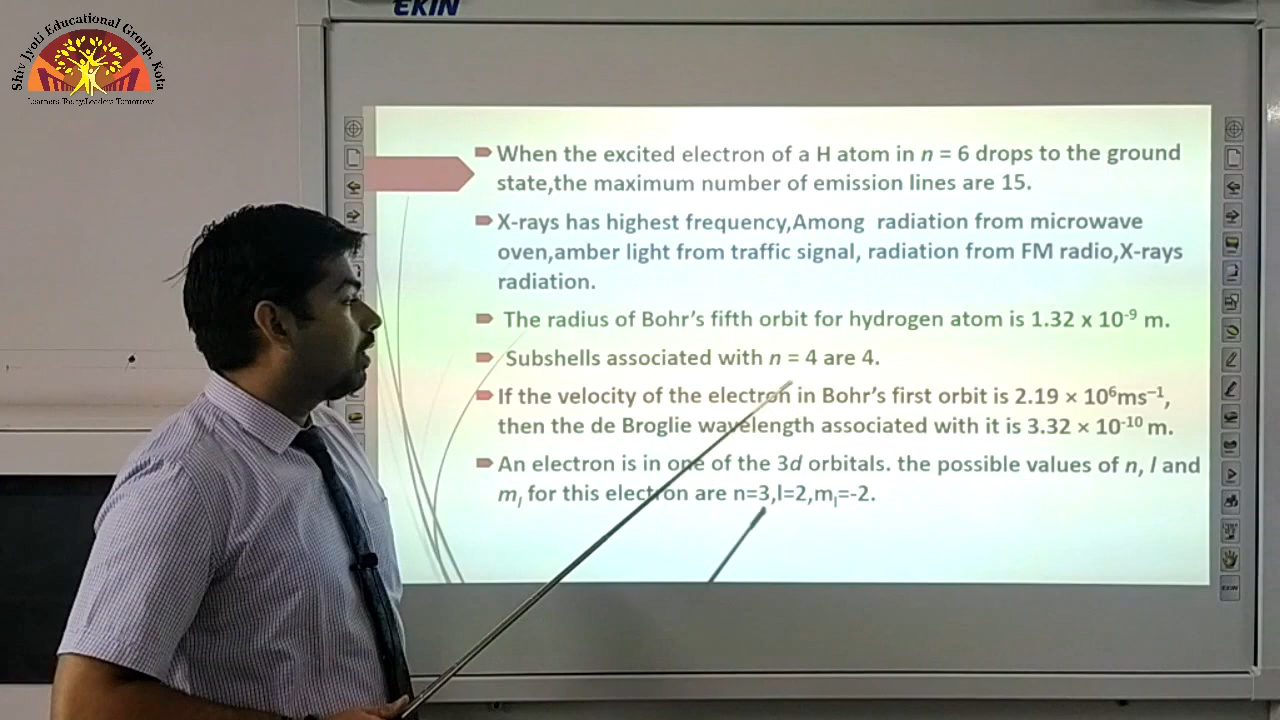 EKIN
Shiv Jyoti Educational Group, Kota
Learners Today,Leaders Tomorrow
When the excited electron of a H atom in n = 6 drops to the ground
state,the maximum number of emission lines are 15.
X-rays has highest frequency,Among radiation from microwave
oven,amber light from traffic signal, radiation from FM radio,X-rays
radiation.
The radius of Bohr’s fifth orbit for hydrogen atom is 1.32 x 10⁻⁹ m.
Subshells associated with n = 4 are 4.
If the velocity of the electron in Bohr’s first orbit is 2.19 × 10⁶ms⁻¹,
then the de Broglie wavelength associated with it is 3.32 × 10⁻¹⁰ m.
An electron is in one of the 3d orbitals. the possible values of n, l and
mₗ for this electron are n=3,l=2,mₗ=-2.
EKIN